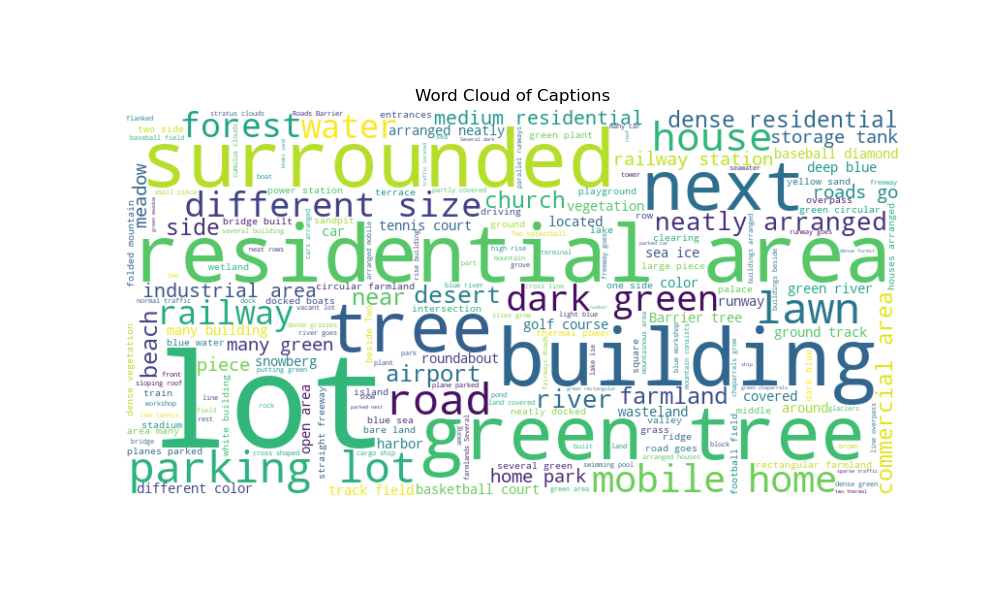 Word Cloud of Captions
flanked
stratus clouds
Roads Barrier
entrances
medium residential
many car
dense residential
forest
water
arranged neatly
sea
Several dark
green plant
house
storage tank
two side
baseball field
cumulus clouds
surrounded
parallel runways
railway station
baseball diamond
seawater
deep blue
small piece
boat
power station
terrace
partly covered
playground
tower
next
yellow sand
freeway
roads go
meadow
different size
church
vegetation
overpass
green circular
side
bridge built
sandpit
driving
located
row
neatly arranged
several building
car
tennis court
ground
lake
clearing
runway goes
folded mountain
residential area
neat rows
cars arranged
arranged mobile
rise building
high rise
mountain
grove
Two basketball
terminal
freeway goes
sea ice
large piece
buildings arranged
houses arranged
wetland
two
part
blue river
cross line
one side
color
palace
green river
industrial area
circular farmland
near
desert
dark green
runway
lawn
normal traffic
dock
docked boats
vacant lot
intersection
sizes grow
light blue
number
railway
Barrier tree
ground track
many building
dense grasses
river goes
beside Two
tree
golf course
thermal power
square
mountainous area
blue workshop
mountain consists
beach
blue water
many green
park
roundabout
building
dark blue
commercial area
dense vegetation
front
sloping roof
piece
snowberg
putting green
plant
airport
plane parked
lake lie
ship
train
workshop
line
lot
island
snow
parked next
road
pond
land covered
river
green rectangular
farmland
green chaparrals
covered
two tennis
field
rock
blue sea
neatly docked
wasteland
middle
around
glaciers
stadium
rest
white building
open area
straight freeway
bare land
green tree
valley
grass
area many
bridge
cross shaped
harbor
among
built
land
ridge
block
football field
brown
line overpass
planes parked
parking lot
cargo ship
farmlands Several
several green
swimming pool
road goes
arranged houses
rectangular farmland
sparse traffic
home park
mobile home
dense green
different color
track field
basketball court
green area
two thermal